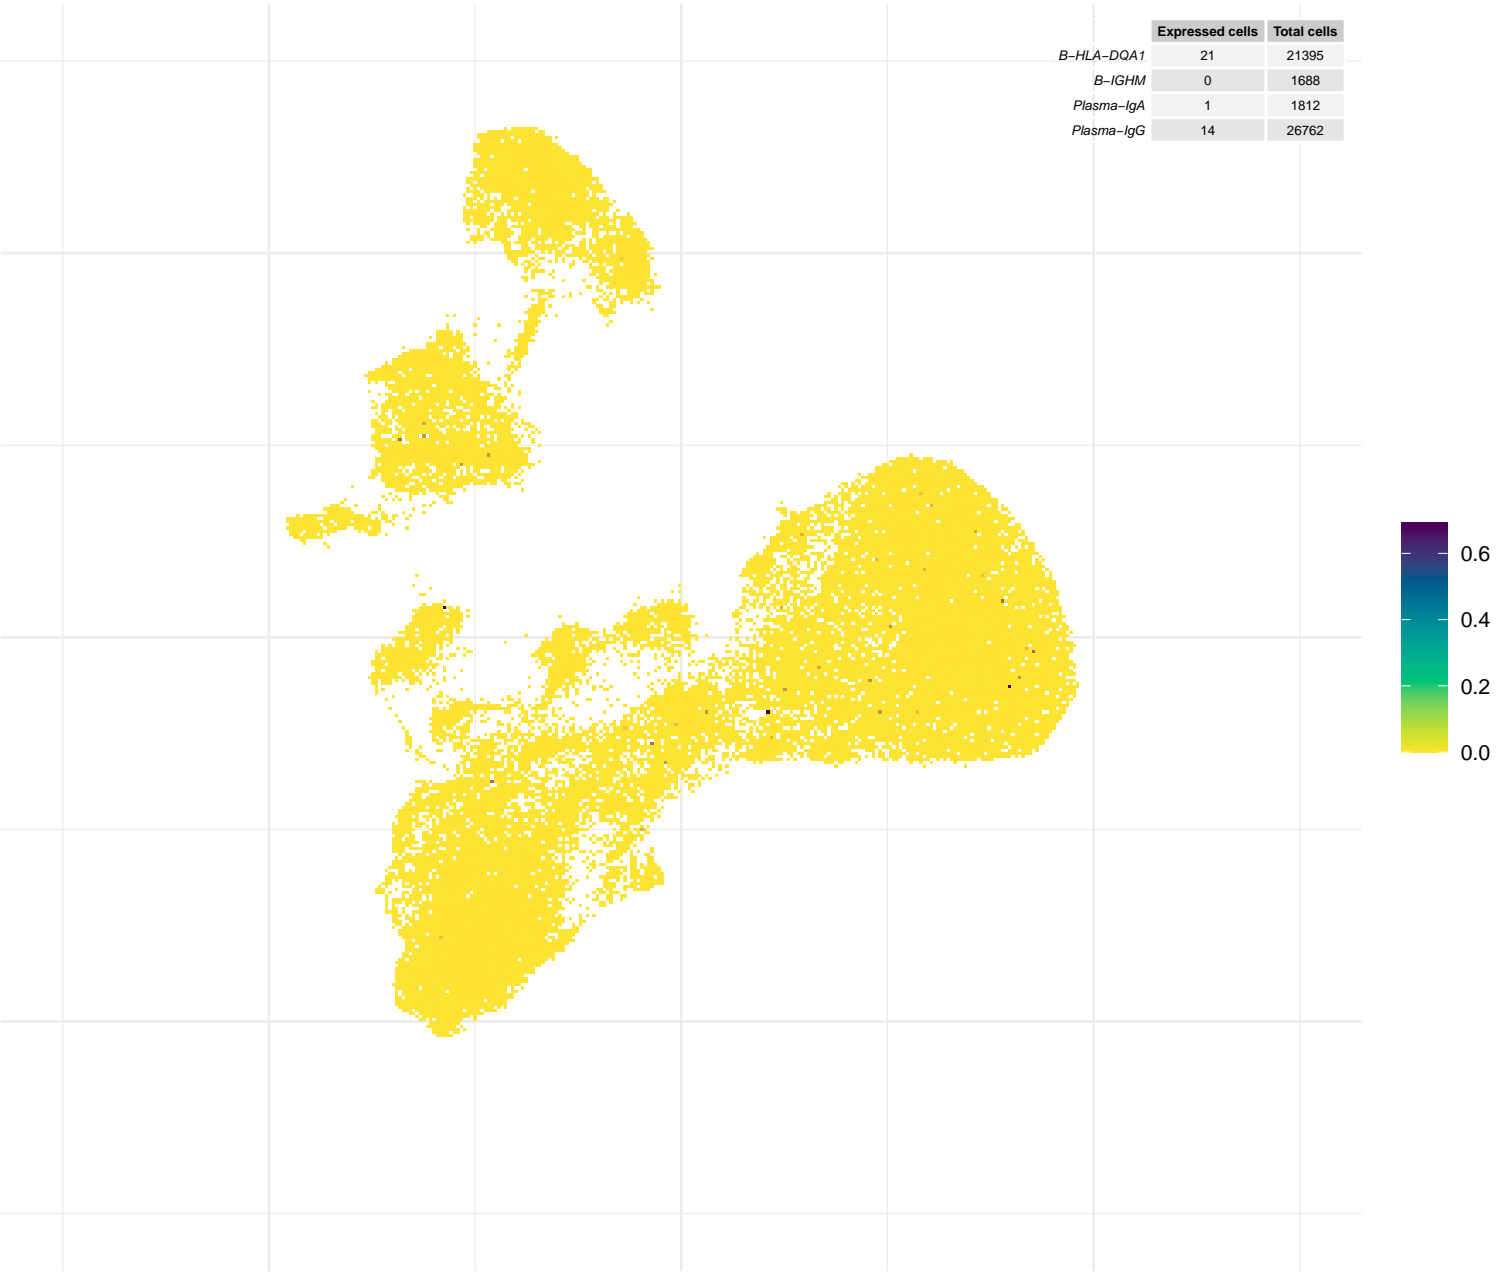 Expressed cells Total cells
B−HLA−DQA1 21 21395
B−IGHM 0 1688
Plasma−IgA 1 1812
Plasma−IgG 14 26762
0.6
0.4
0.2
0.0